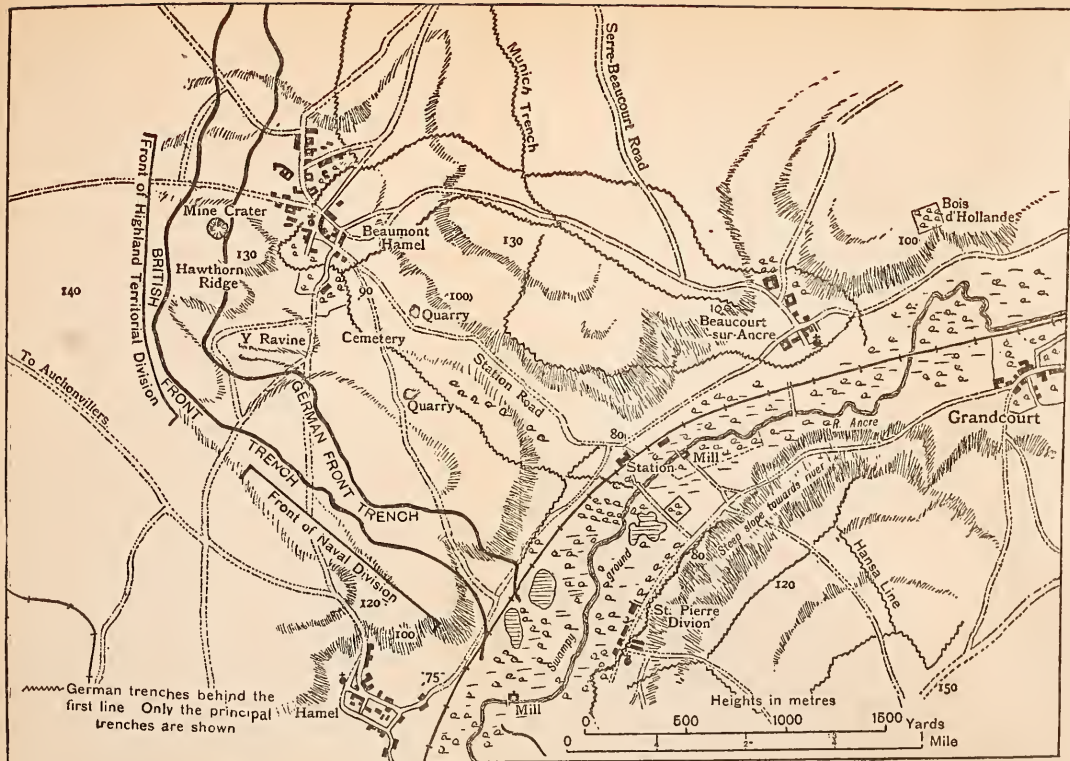 Munich Trench
Serre-Beaucourt Road
Front of Highland Territorial Division
BRITISH
FRONT
TRENCH
Mine Crater
130
Hawthorn
Ridge
140
Beaumont
Hamel
130
Bois
d'Hollande
100
90
100
Quarry
Y Ravine
Cemetery
Beaucourt
-sur-Ancre
To Auchonvillers
Station
Road
Quarry
GERMAN FRONT
TRENCH
Grandcourt
R. Ancre
80
Station
Mill
Front of Naval Division
Steep slope towards river
80
Swampy ground
120
Hansa Line
120
100
St. Pierre
Divion
75
150
German trenches behind the
first line Only the principal
trenches are shown
Hamel
Mill
Heights in metres
0 500 1000 1500 Yards
0 Mile